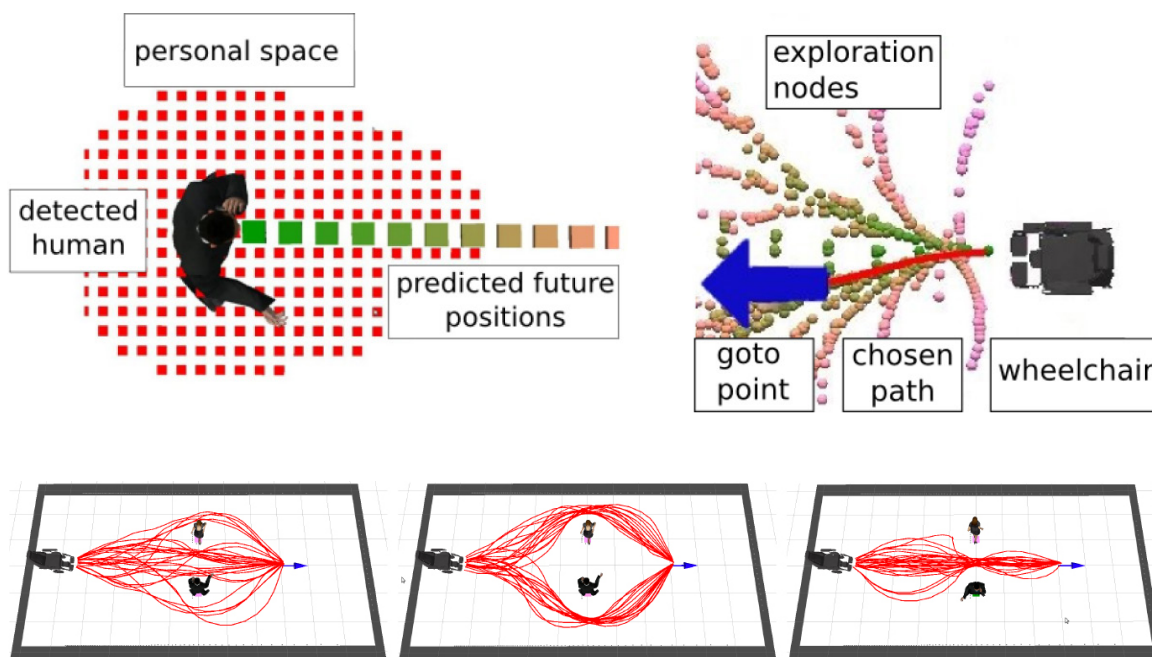 personal space
detected
human
predicted future
positions
exploration
nodes
goto
point
chosen
path
wheelchair